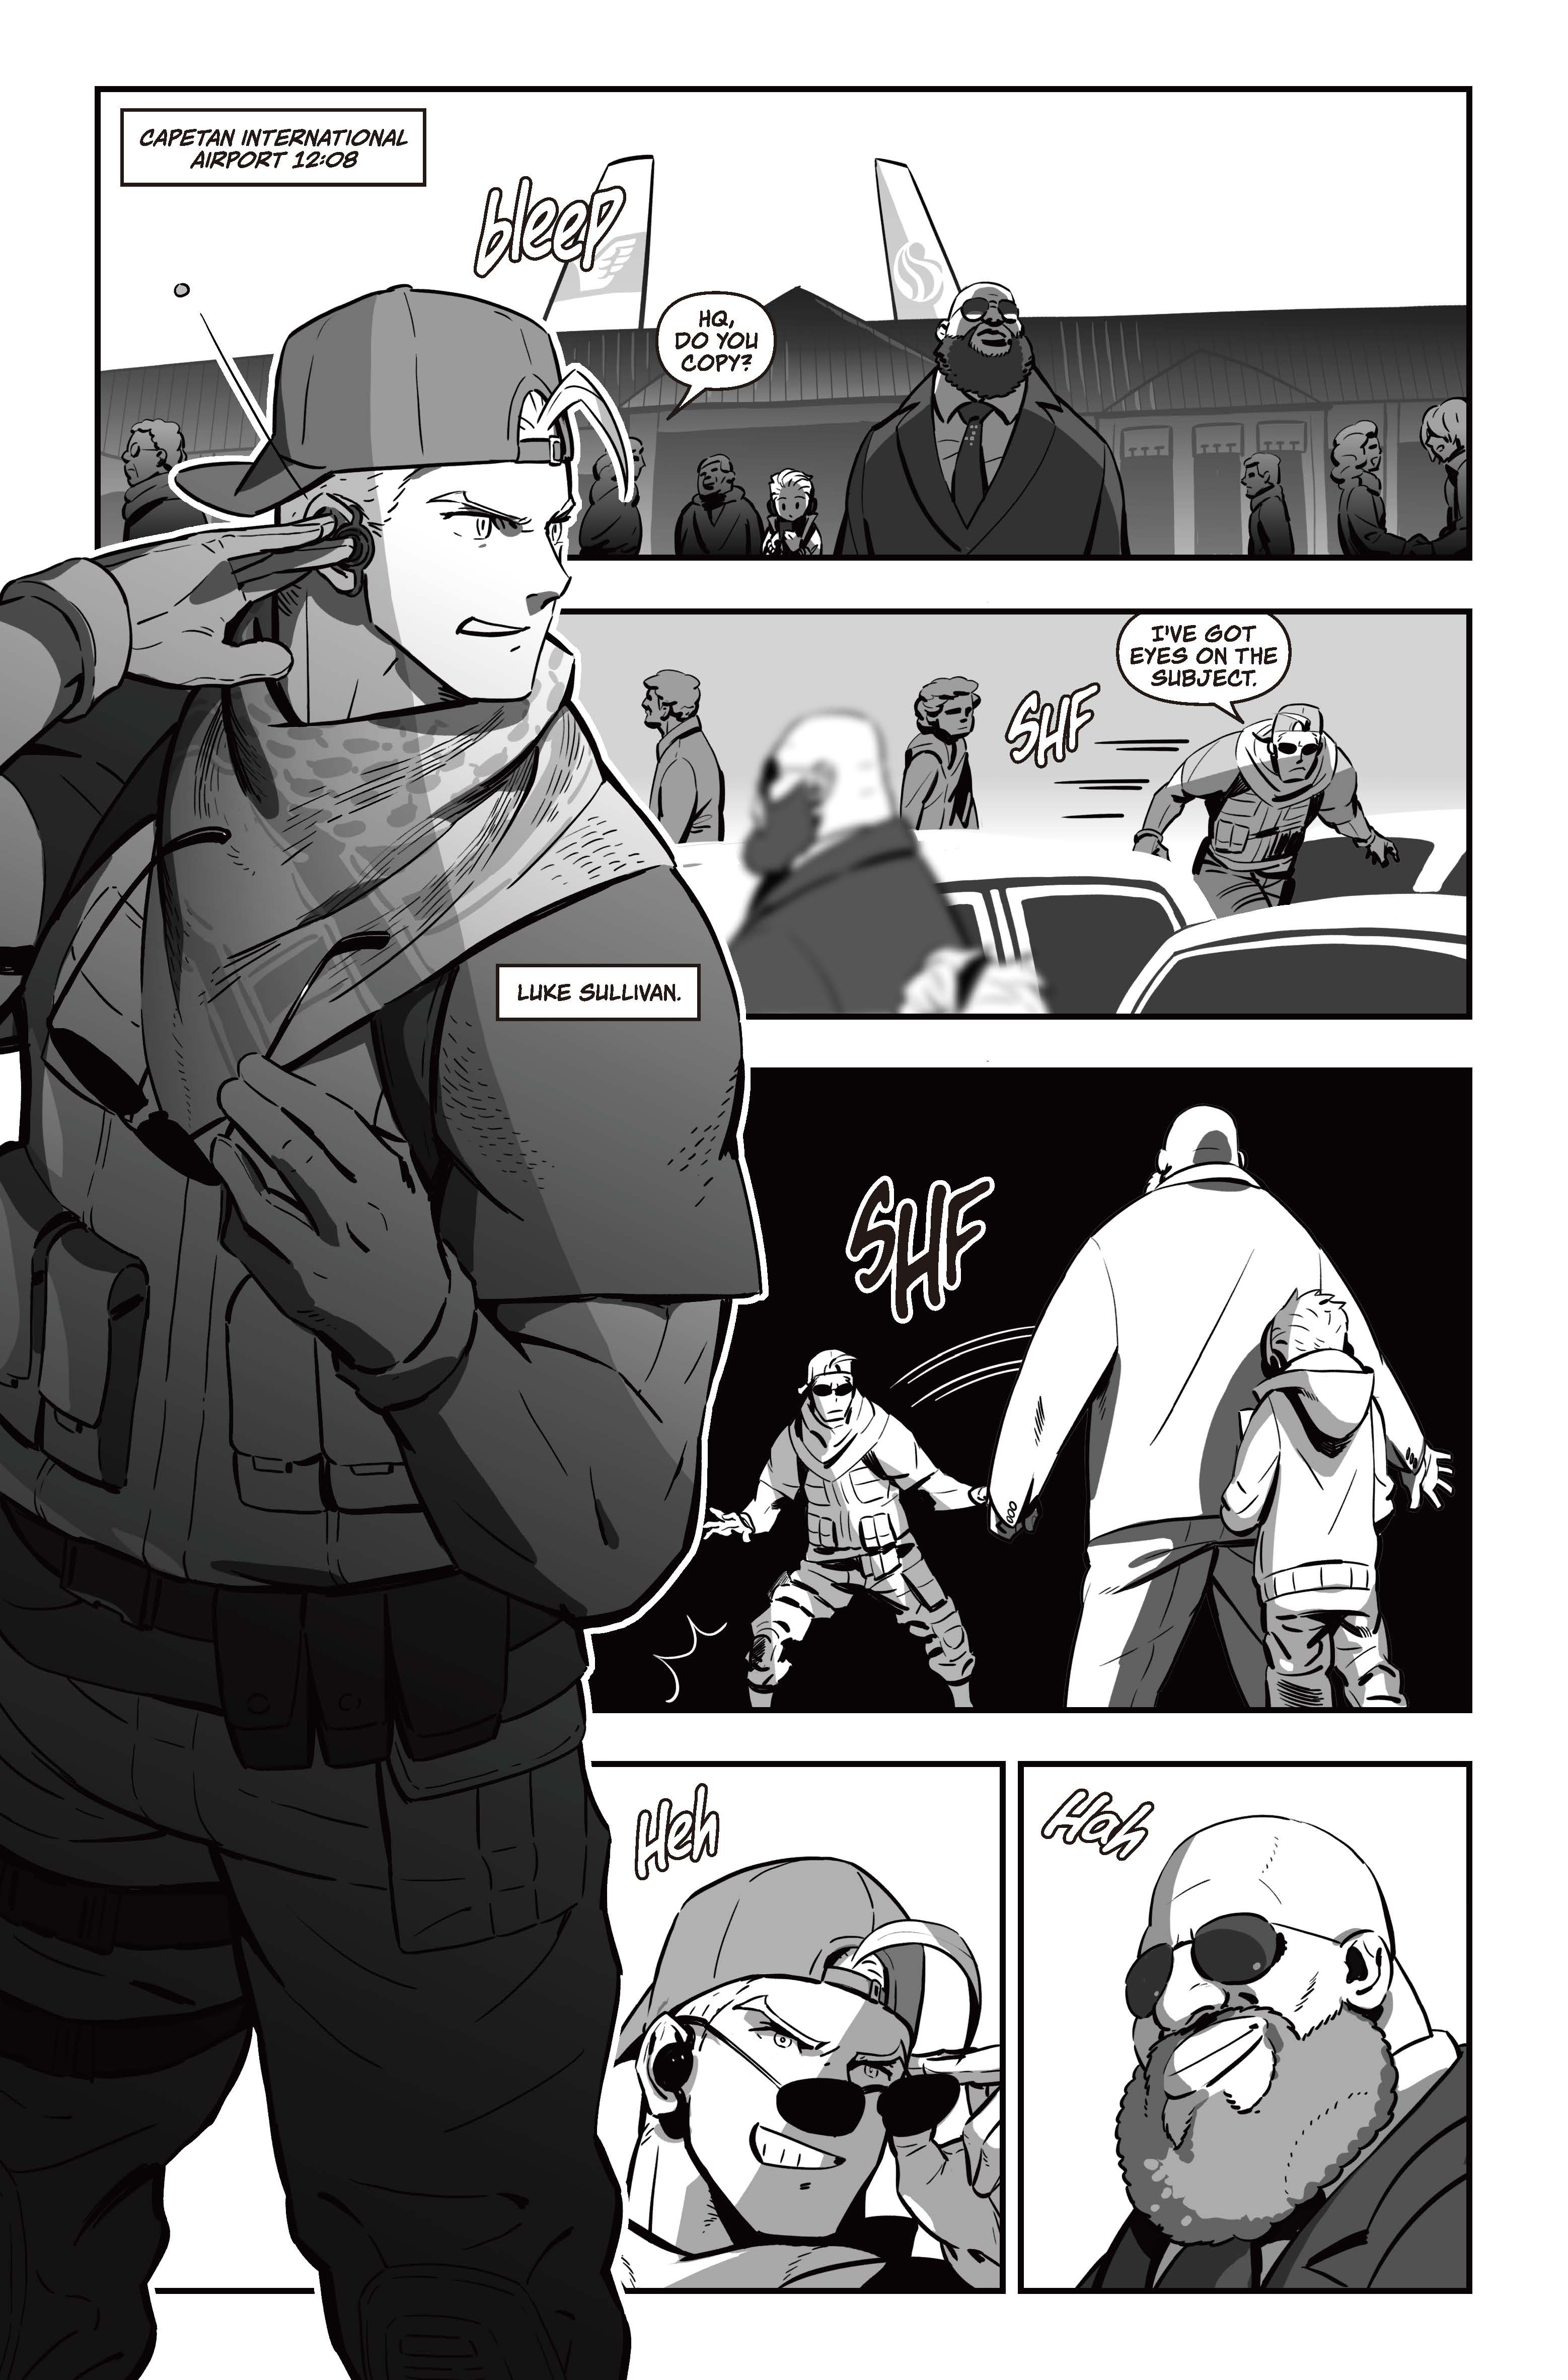 CAPETAN INTERNATIONAL
AIRPORT 12:08
bleep
HQ,
DO YOU
COPY?
I'VE GOT
EYES ON THE
SUBJECT.
SHF
LUKE SULLIVAN.
SHF
Heh
Hah